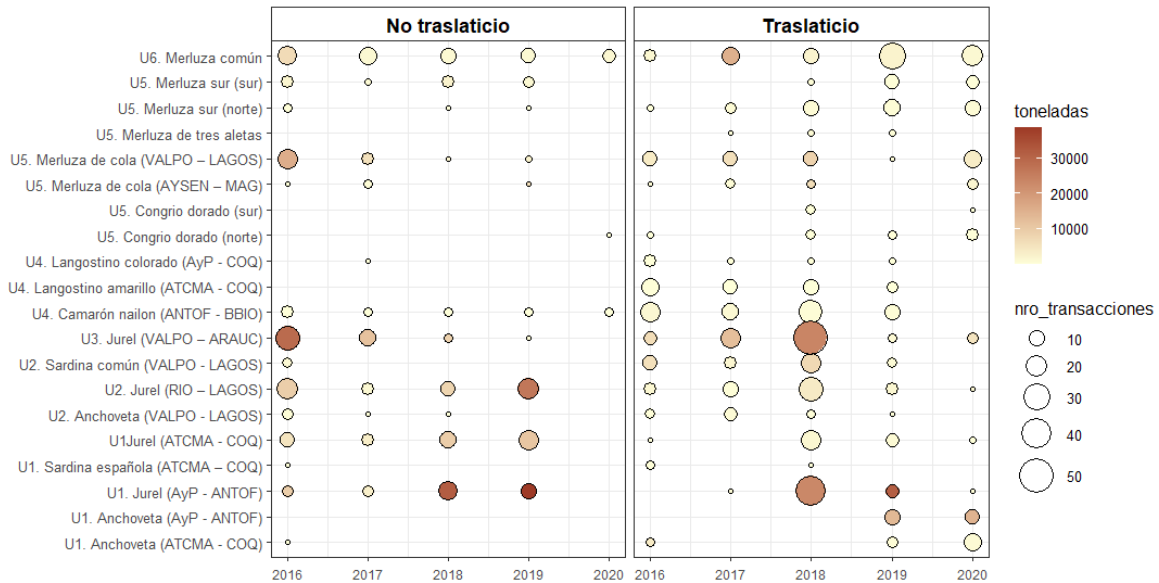 No traslaticio
Traslaticio
U6. Merluza común
U5. Merluza sur (sur)
U5. Merluza sur (norte)
U5. Merluza de tres aletas
U5. Merluza de cola (VALPO – LAGOS)
U5. Merluza de cola (AYSEN – MAG)
U5. Congrio dorado (sur)
U5. Congrio dorado (norte)
U4. Langostino colorado (AyP - COQ)
U4. Langostino amarillo (ATCMA - COQ)
U4. Camarón nailon (ANTOF - BBIO)
U3. Jurel (VALPO – ARAUC)
U2. Sardina común (VALPO - LAGOS)
U2. Jurel (RIO – LAGOS)
U2. Anchoveta (VALPO - LAGOS)
U1Jurel (ATCMA - COQ)
U1. Sardina española (ATCMA – COQ)
U1. Jurel (AyP - ANTOF)
U1. Anchoveta (AyP - ANTOF)
U1. Anchoveta (ATCMA - COQ)
2016 2017 2018 2019 2020
2016 2017 2018 2019 2020
toneladas
30000
20000
10000
nro_transacciones
10
20
30
40
50